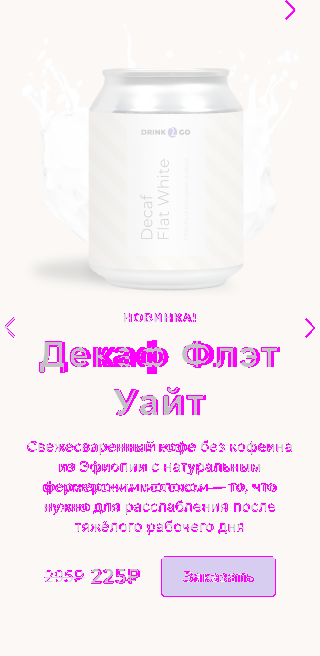 DRINK 2 GO
Decaf
Flat White
НОВИНКА!
Декаф Флэт
Уайт
Свежесваренный кофе без кофеина
из Эфиопии с натуральным
фермерским молоком — то, что
нужно для расслабления после
тяжёлого рабочего дня
295₽ 225₽ Заказать